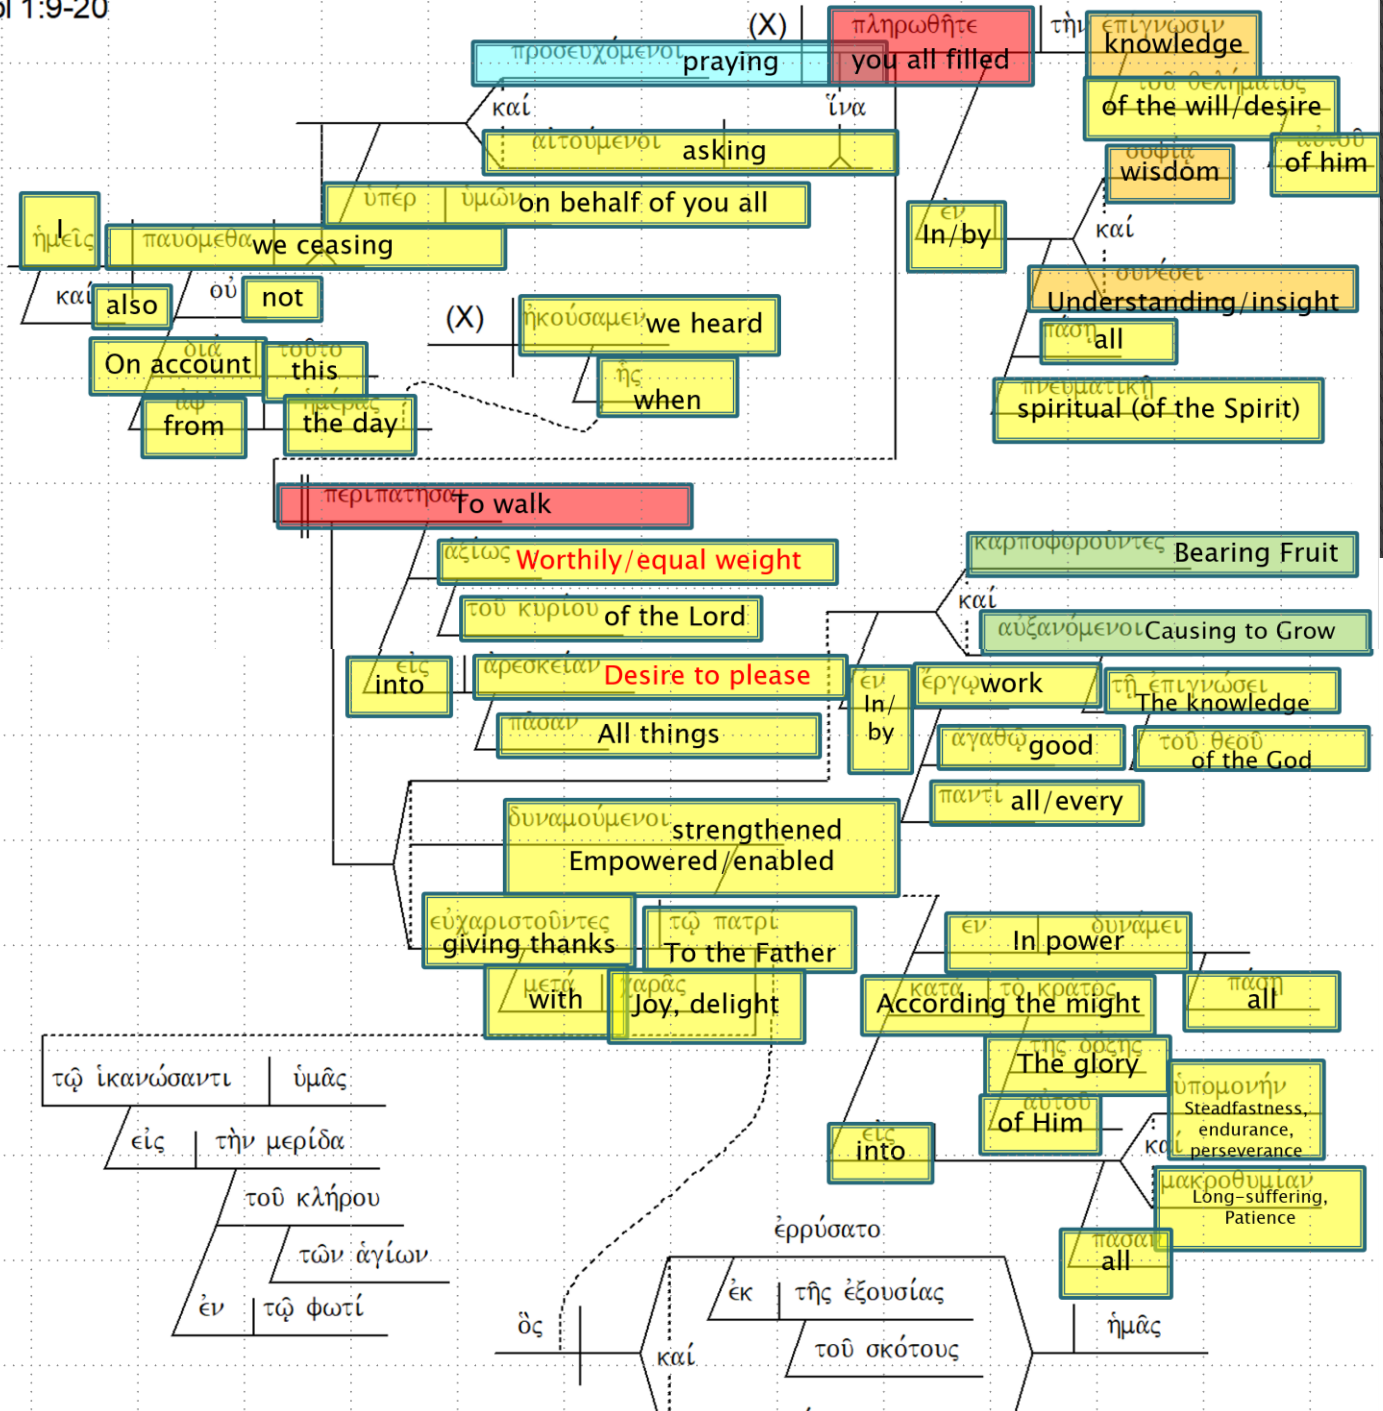 ol 1:9-20
(X) πληρωθῆτε τὴν ἐπίγνωσιν
you all filled knowledge
προσευχόμενοι praying
τοῦ θελήματος
of the will/desire
καί ἵνα
αἰτούμενοι asking
αὐτοῦ
of him
σοφίᾳ
wisdom
ὑπέρ ὑμῶν on behalf of you all
ἐν
In/by
καί
I
ἡμεῖς παυόμεθα we ceasing
συνέσει
Understanding/insight
καί also οὐ not
(X) ἠκούσαμεν we heard
πάσῃ
all
διά τοῦτο
On account this
ἧς
when
πνευματικῇ
spiritual (of the Spirit)
ἀφ’ ἡμέρας
from the day
περιπατῆσαι To walk
ἀξίως Worthily/equal weight
καρποφοροῦντες Bearing Fruit
καί
τοῦ κυρίου of the Lord
αὐξανόμενοι Causing to Grow
εἰς ἀρεσκείαν Desire to please
into
ἐν ἔργῳ work τῇ ἐπιγνώσει
In/ The knowledge
by
πᾶσαν All things
ἀγαθῷ good τοῦ θεοῦ
of the God
παντί all/every
δυναμούμενοι strengthened
Empowered/enabled
εὐχαριστοῦντες τῷ πατρί
giving thanks To the Father
ἐν δυνάμει
In power
μετά χαρᾶς
with Joy, delight
κατά τὸ κράτος
According the might
πάσῃ
all
τῆς δόξης
The glory
τῷ ἱκανώσαντι ὑμᾶς
αὐτοῦ
of Him
ὑπομονήν
Steadfastness,
endurance,
perseverance
εἰς
into
καί
εἰς τὴν μερίδα
μακροθυμίαν
Long-suffering,
Patience
τοῦ κλήρου
πᾶσαν
all
τῶν ἁγίων
ἐν τῷ φωτί
ἐρρύσατο
ἐκ τῆς ἐξουσίας
ὃς ἡμᾶς
τοῦ σκότους
καί